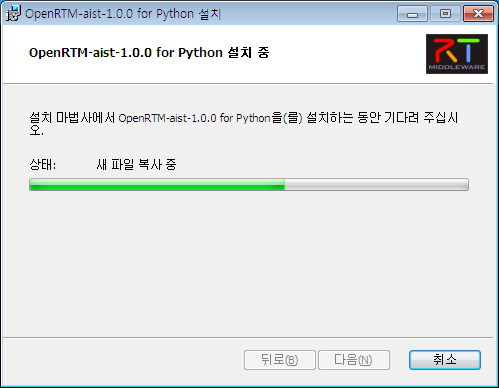 OpenRTM-aist-1.0.0 for Python 설치
OpenRTM-aist-1.0.0 for Python 설치 중
RT
MIDDLEWARE
설치 마법사에서 OpenRTM-aist-1.0.0 for Python을(를) 설치하는 동안 기다려 주십시
오.
상태: 새 파일 복사 중
뒤로(B) 다음(N) 취소